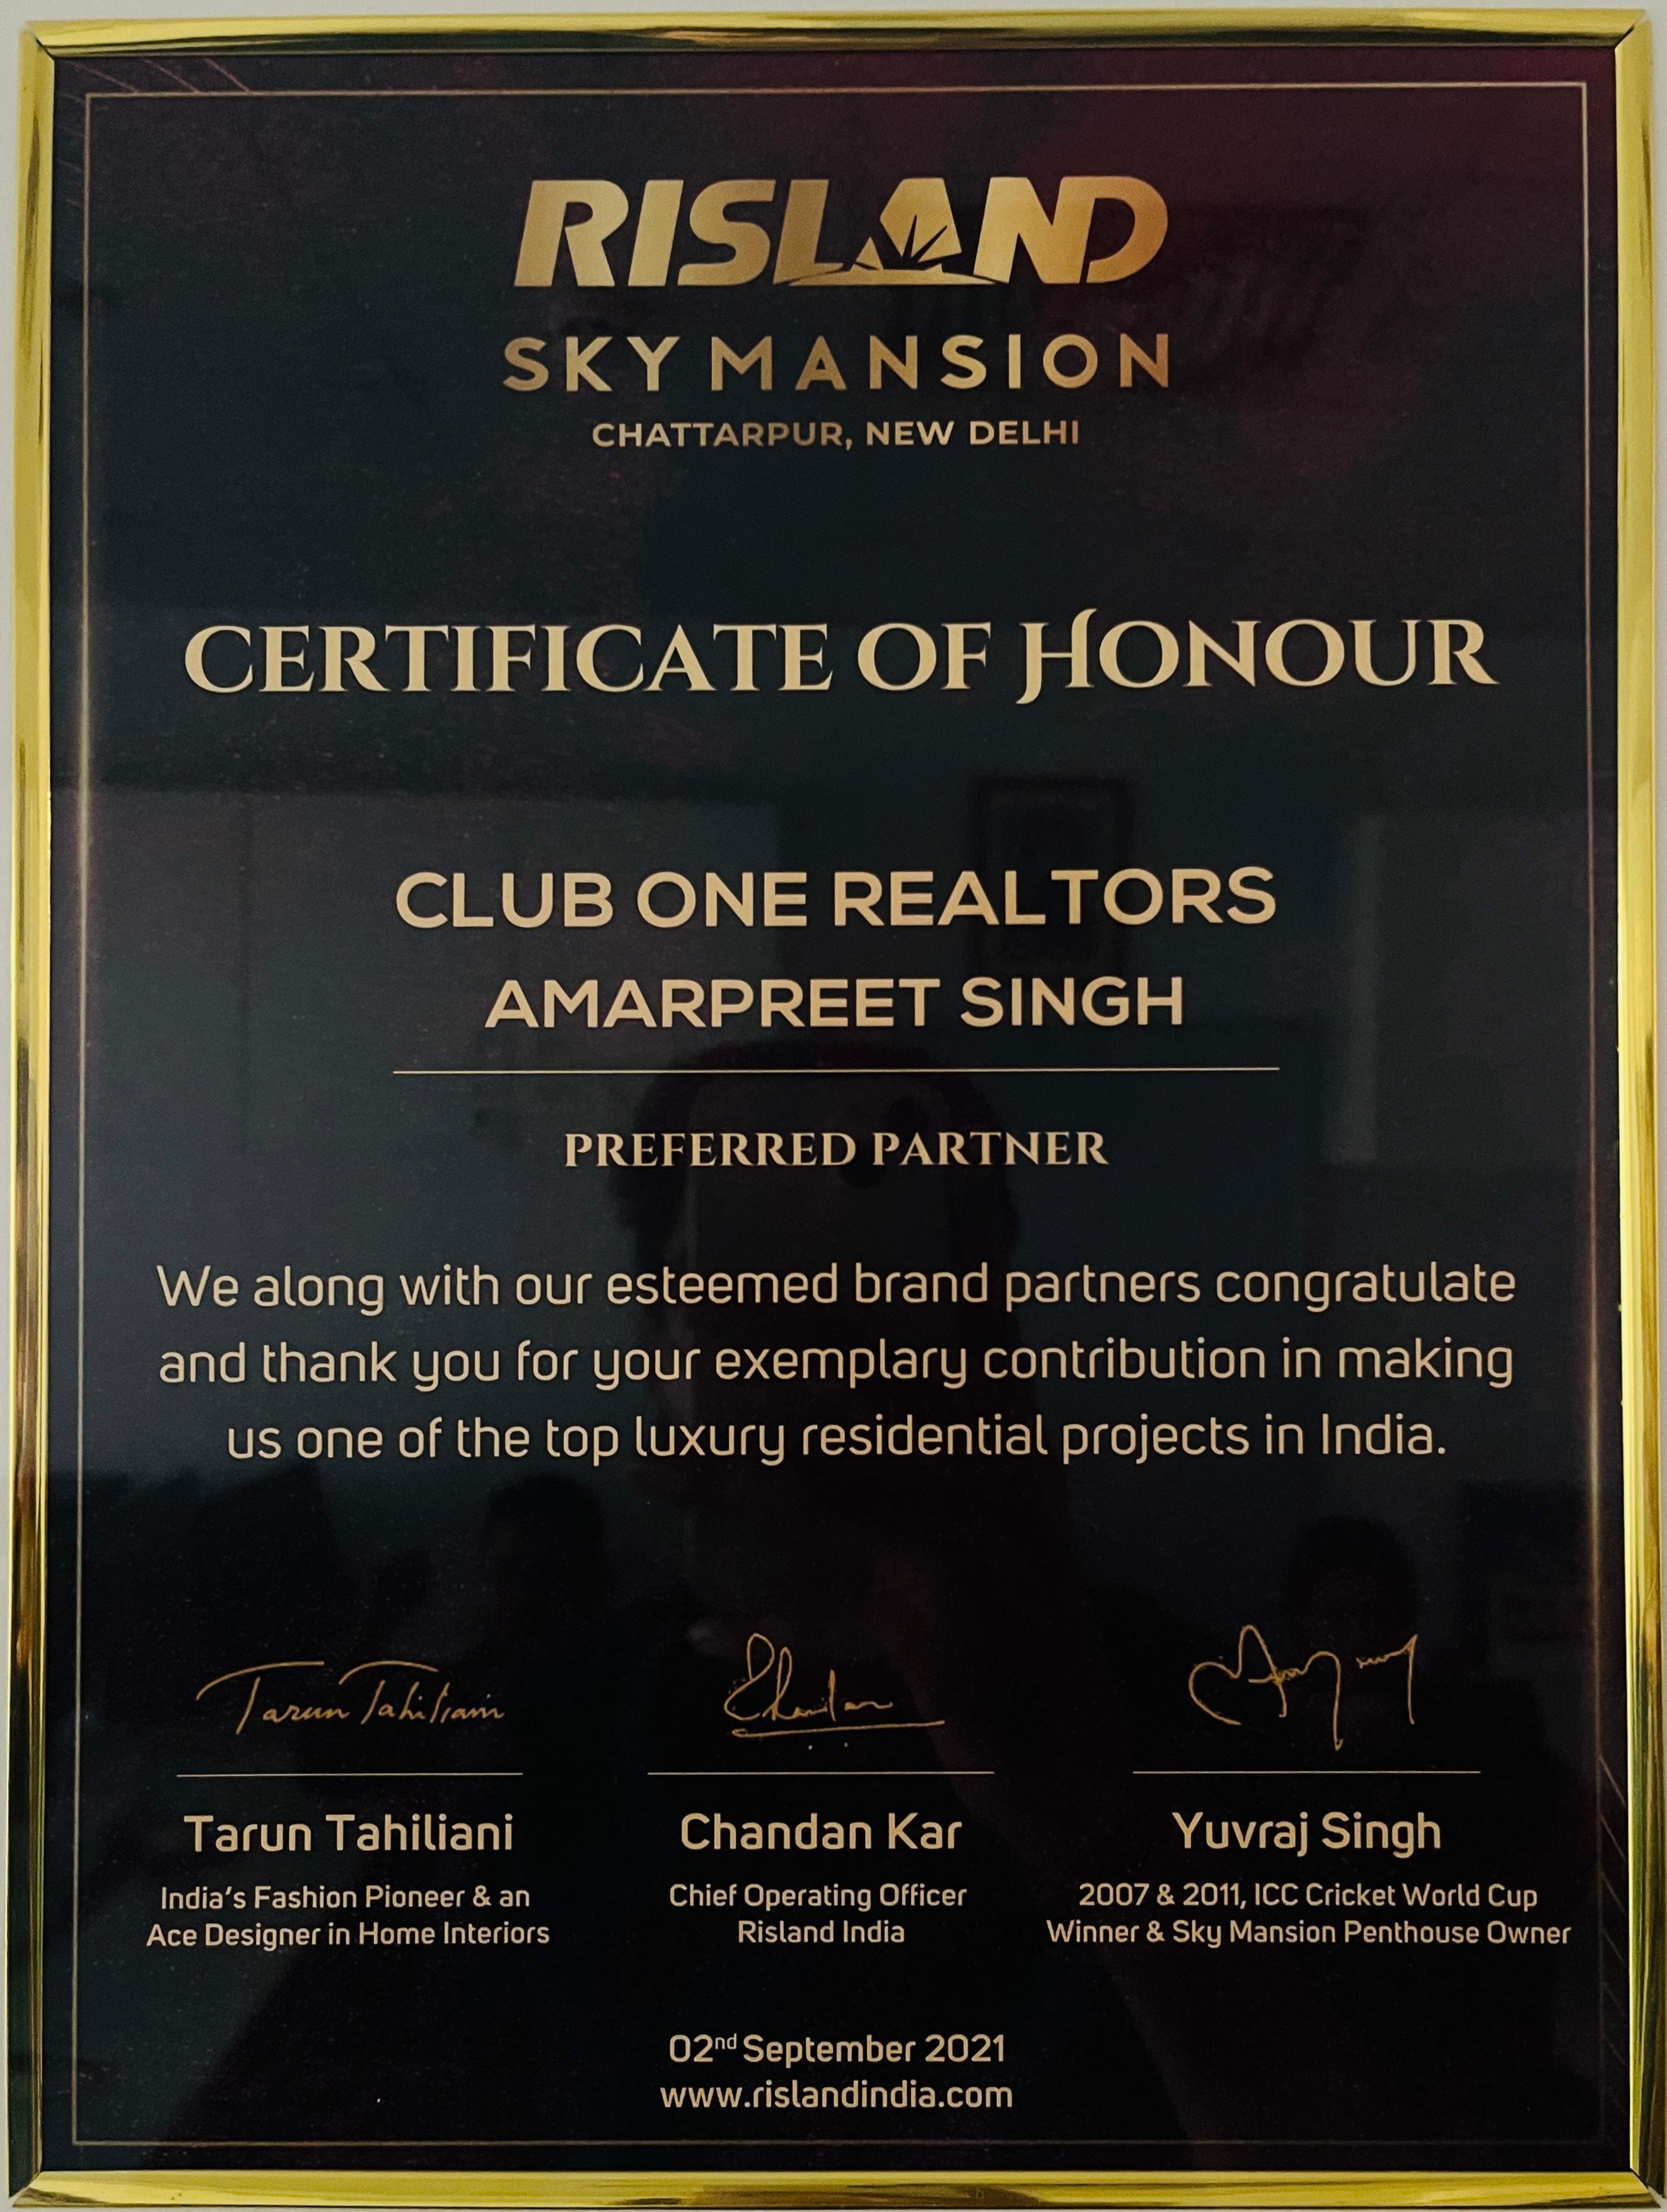 RISLAND
SKY MANSION
CHATTARPUR, NEW DELHI
CERTIFICATE OF HONOUR
CLUB ONE REALTORS
AMARPREET SINGH
PREFERRED PARTNER
We along with our esteemed brand partners congratulate
and thank you for your exemplary contribution in making
us one of the top luxury residential projects in India.
Tarun Tahiliani
Chandan
Tarun Tahiliani
India's Fashion Pioneer & an
Ace Designer in Home Interiors
Chandan Kar
Chief Operating Officer
Risland India
Yuvraj Singh
2007 & 2011, ICC Cricket World Cup
Winner & Sky Mansion Penthouse Owner
02nd September 2021
www.rislandindia.com